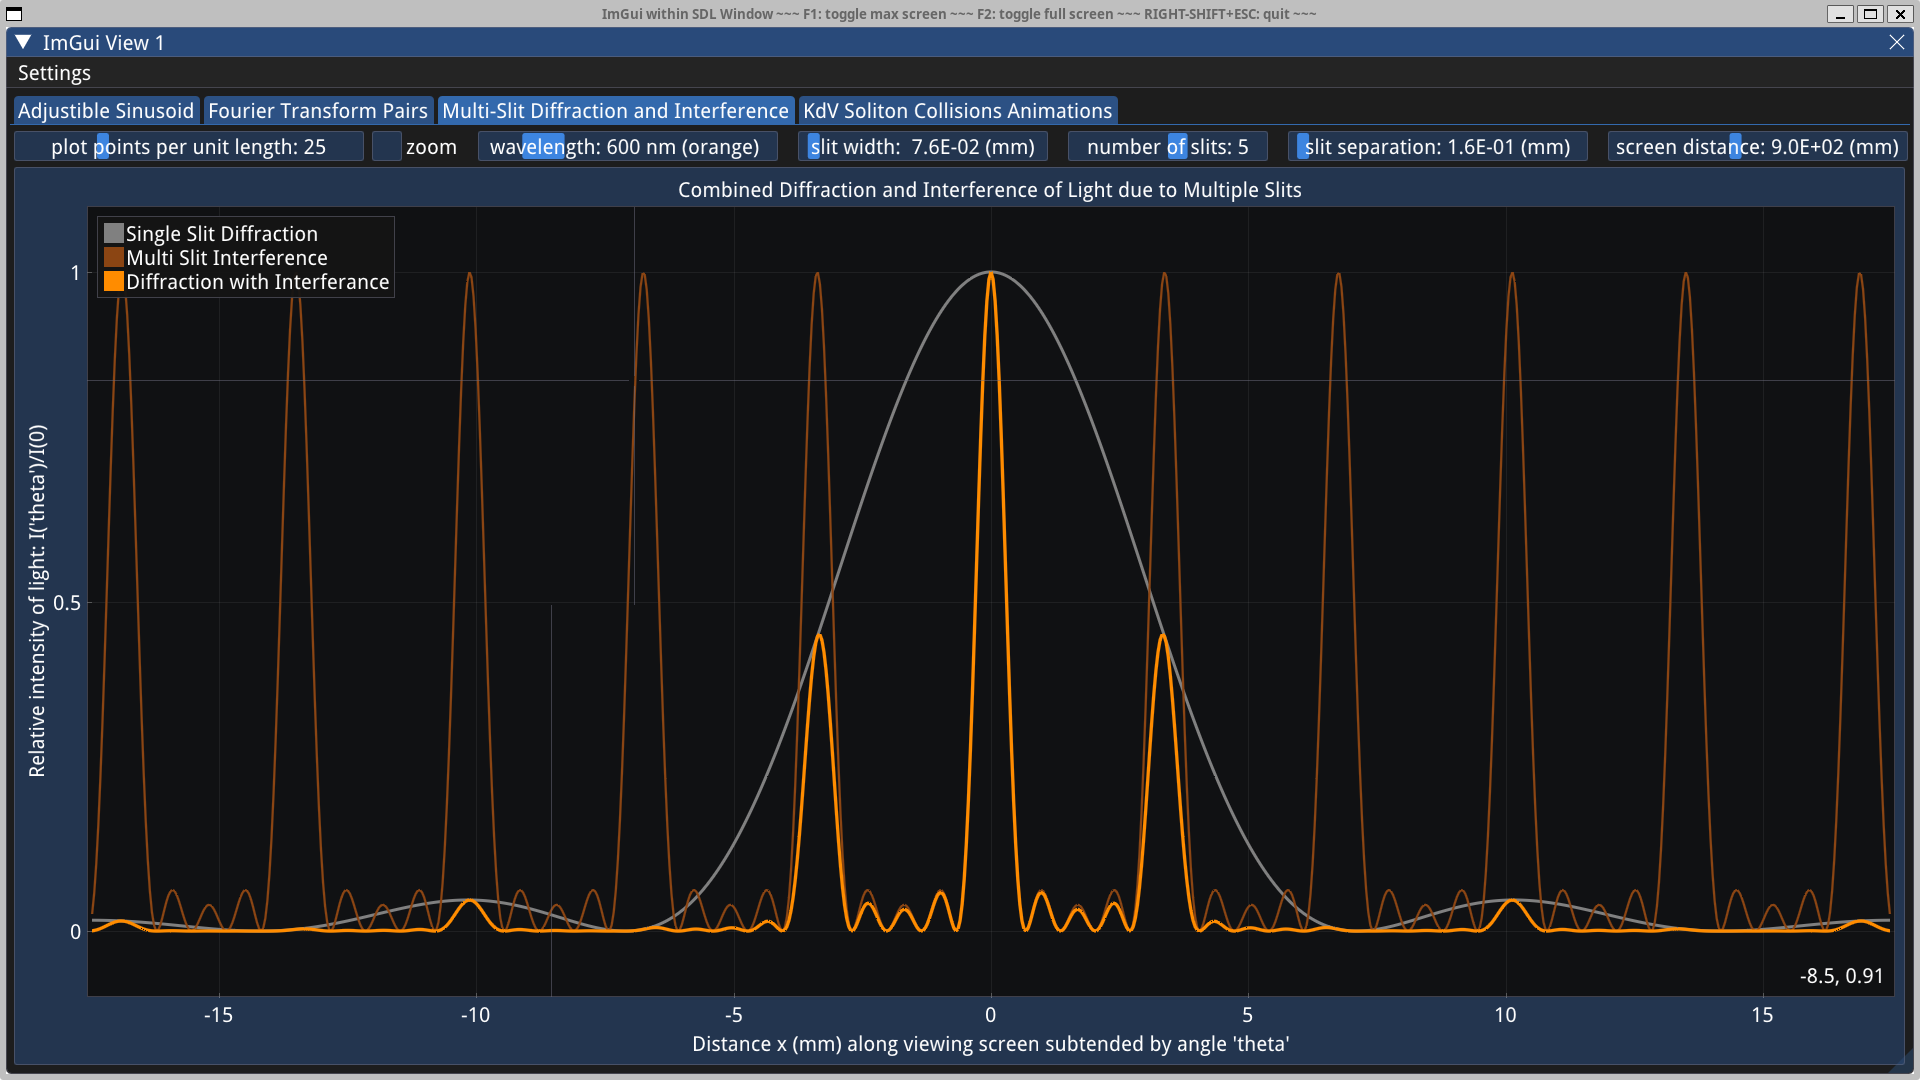 ImGui within SDL Window ~~~ F1: toggle max screen ~~~ F2: toggle full screen ~~~ RIGHT-SHIFT+ESC: quit ~~~
ImGui View 1
Settings
Adjustible Sinusoid
Fourier Transform Pairs
Multi-Slit Diffraction and Interference
KdV Soliton Collisions Animations
plot points per unit length: 25
zoom
wavelength: 600 nm (orange)
slit width: 7.6E-02 (mm)
number of slits: 5
slit separation: 1.6E-01 (mm)
screen distance: 9.0E+02 (mm)
Combined Diffraction and Interference of Light due to Multiple Slits
Single Slit Diffraction
Multi Slit Interference
Diffraction with Interferance
Relative intensity of light: I('theta')/I(0)
1
0.5
0
-8.5, 0.91
-15
-10
-5
0
5
10
15
Distance x (mm) along viewing screen subtended by angle 'theta'